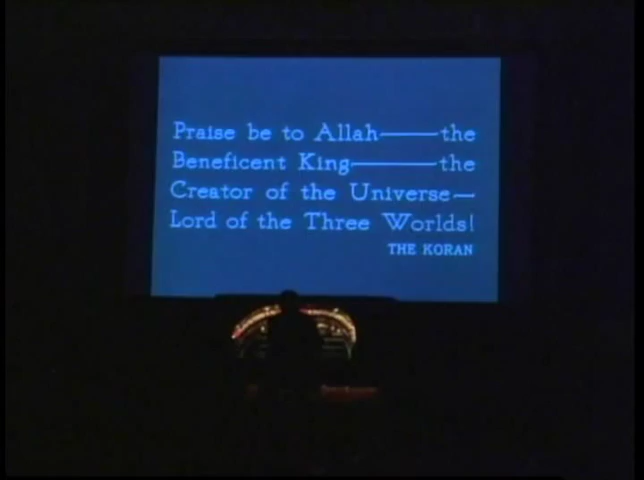 Praise be to Allah——the
Beneficent King——the
Creator of the Universe—
Lord of the Three Worlds!
THE KORAN